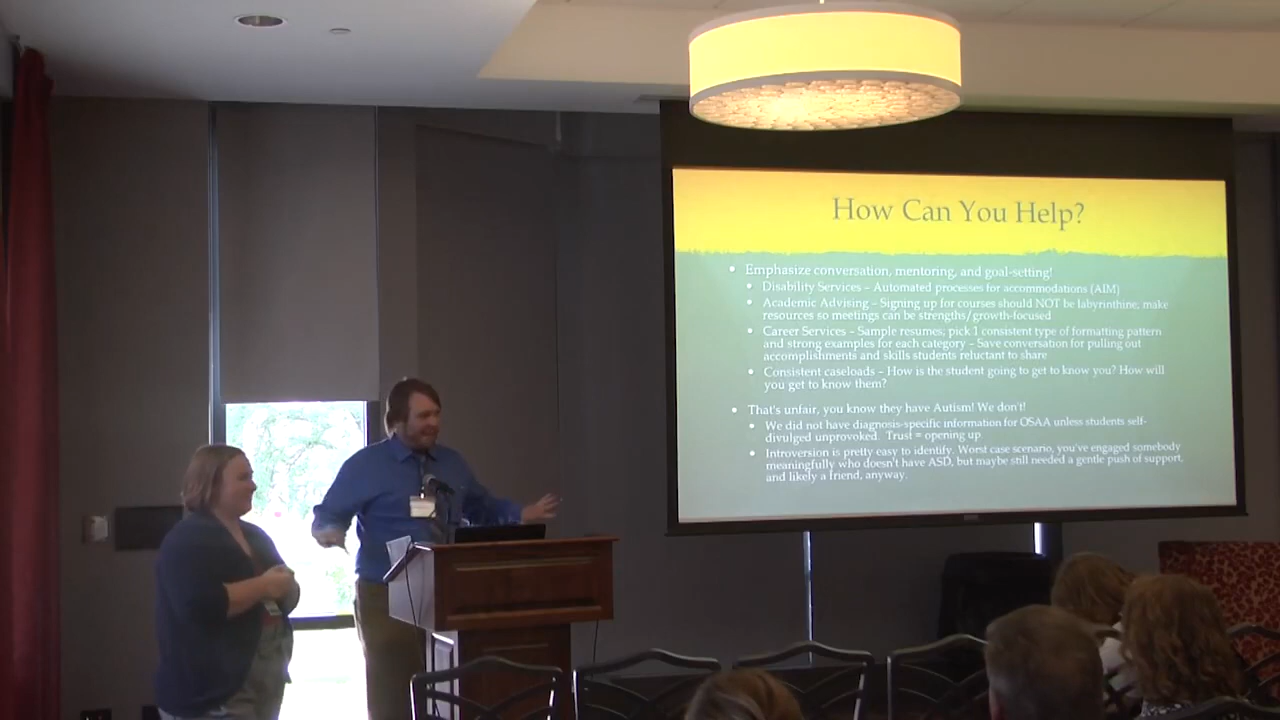 How Can You Help?
• Emphasize conversation, mentoring, and goal-setting!
• Disability Services – Automated processes for accommodations (AIM)
• Academic Advising – Signing up for courses should NOT be labyrinthine; make
resources so meetings can be strengths/growth-focused
• Career Services – Sample resumes; pick 1 consistent type of formatting pattern
and strong examples for each category – Save conversation for pulling out
accomplishments and skills students reluctant to share
• Consistent caseloads – How is the student going to get to know you? How will
you get to know them?
• That's unfair, you know they have Autism! We don't!
• We did not have diagnosis-specific information for OSAA unless students self-
divulged unprovoked. Trust = opening up
• Introversion is pretty easy to identify. Worst case scenario, you've engaged somebody
meaningfully who doesn't have ASD, but maybe still needed a gentle push of support,
and likely a friend, anyway.